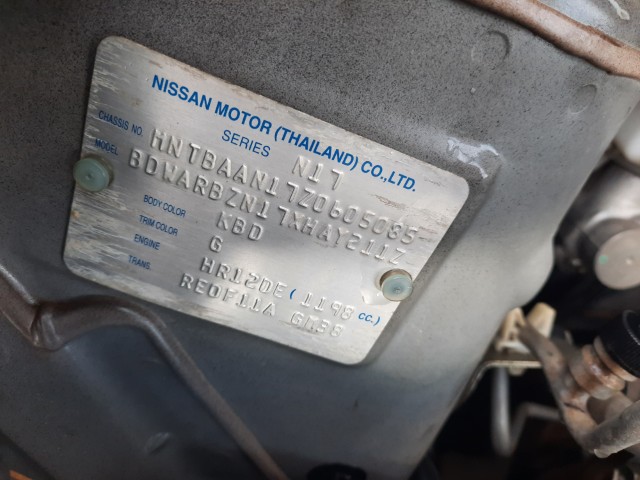 NISSAN MOTOR (THAILAND) CO.,LTD.
SERIES N17
CHASSIS NO. MNTBAAN17Z0605085
MODEL BDWARBZN17XHAY211Z
BODY COLOR KBD
TRIM COLOR G
ENGINE HR12DE (1198 CC.)
TRANS. RE0F11A GM38